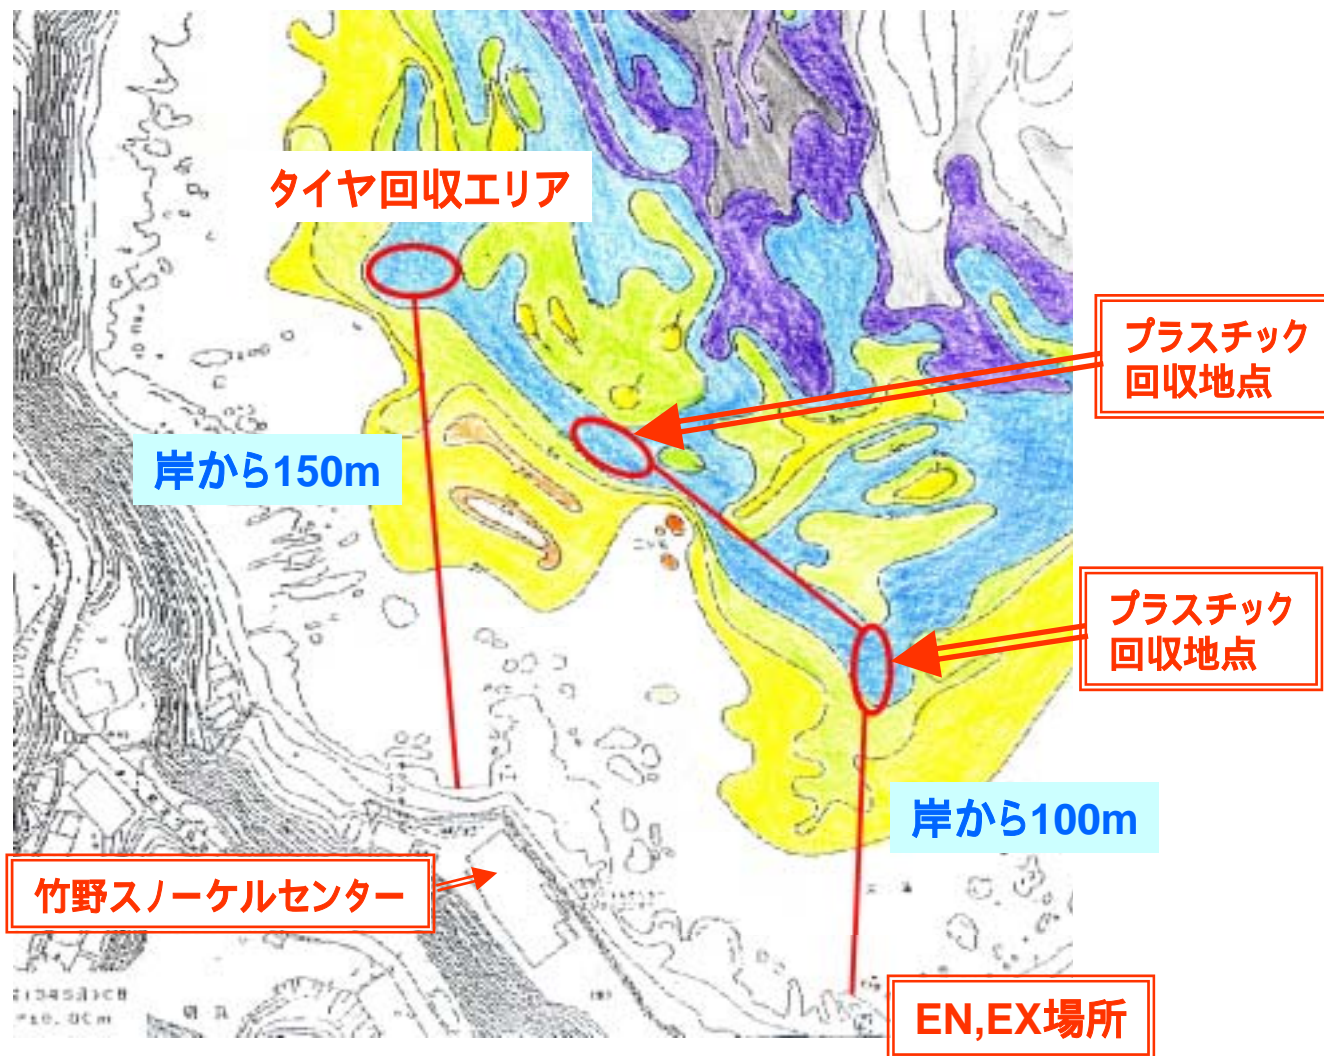 タイヤ回収エリア
プラスチック
回収地点
岸から150m
プラスチック
回収地点
岸から100m
竹野スノーケルセンター
EN,EX場所